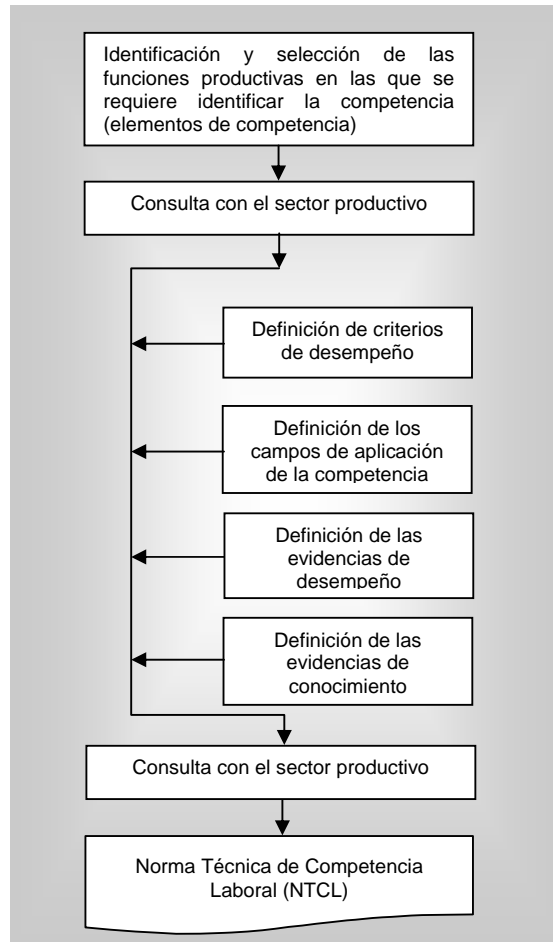 Identificación y selección de las
funciones productivas en las que se
requiere identificar la competencia
(elementos de competencia)
Consulta con el sector productivo
Definición de criterios
de desempeño
Definición de los
campos de aplicación
de la competencia
Definición de las
evidencias de
desempeño
Definición de las
evidencias de
conocimiento
Consulta con el sector productivo
Norma Técnica de Competencia
Laboral (NTCL)